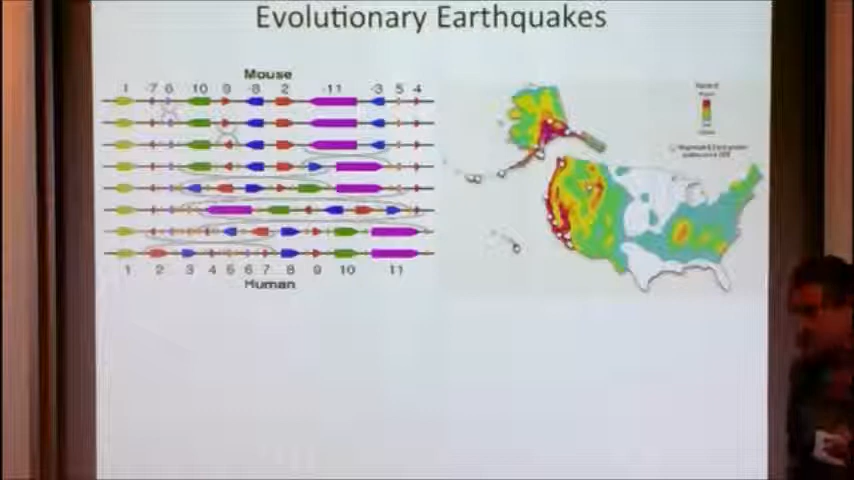 Evolutionary Earthquakes
Mouse
1 -7 6 -10 9 -8 2 -11 -3 5 4
1 2 3 4 5 6 7 8 9 10 11
Human